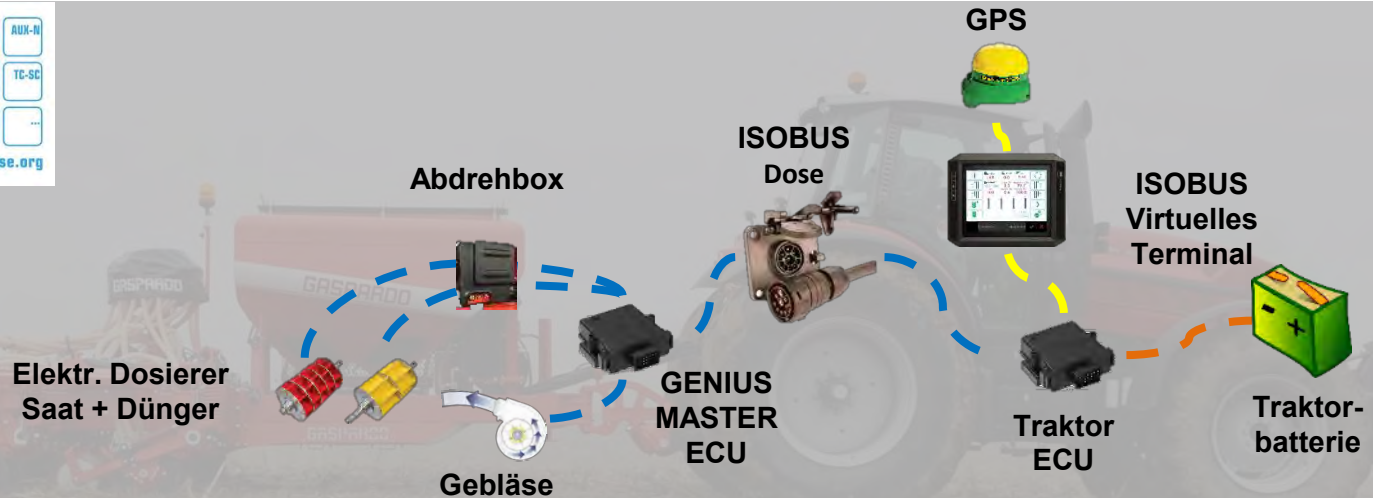 AUX-N
TC-SC
...
se.org
GPS
ISOBUS
Dose
Abdrehbox
ISOBUS
Virtuelles
Terminal
GASPARDO
GASPARDO
Elektr. Dosierer
Saat + Dünger
GENIUS
MASTER
ECU
Traktor
ECU
Traktor-
batterie
GASPARDO
Gebläse